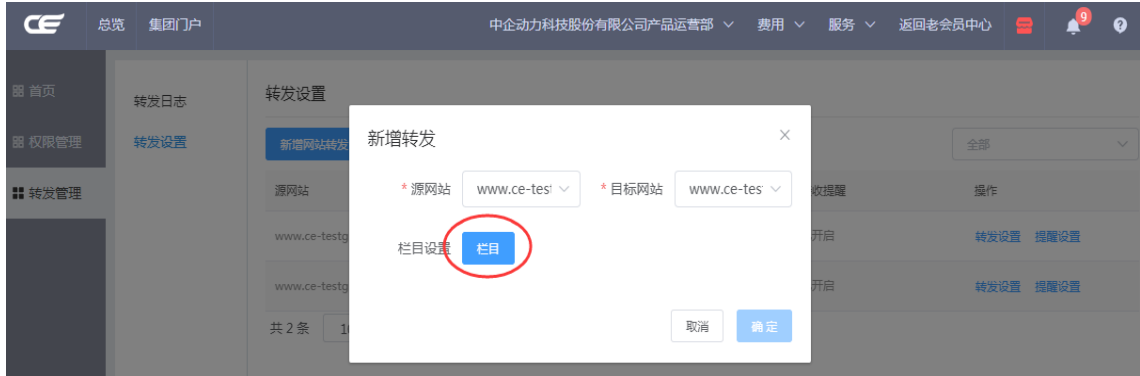 CE 总览 集团门户 中企动力科技股份有限公司产品运营部 费用 服务 返回老会员中心 9
首页
权限管理
转发管理
转发日志
转发设置
转发设置
新增网站转发
全部
源网站 收提醒 操作
www.ce-testg 开启 转发设置 提醒设置
www.ce-testg 开启 转发设置 提醒设置
共 2 条 10
新增转发
* 源网站 www.ce-test * 目标网站 www.ce-tes
栏目设置 栏目
取消 确定